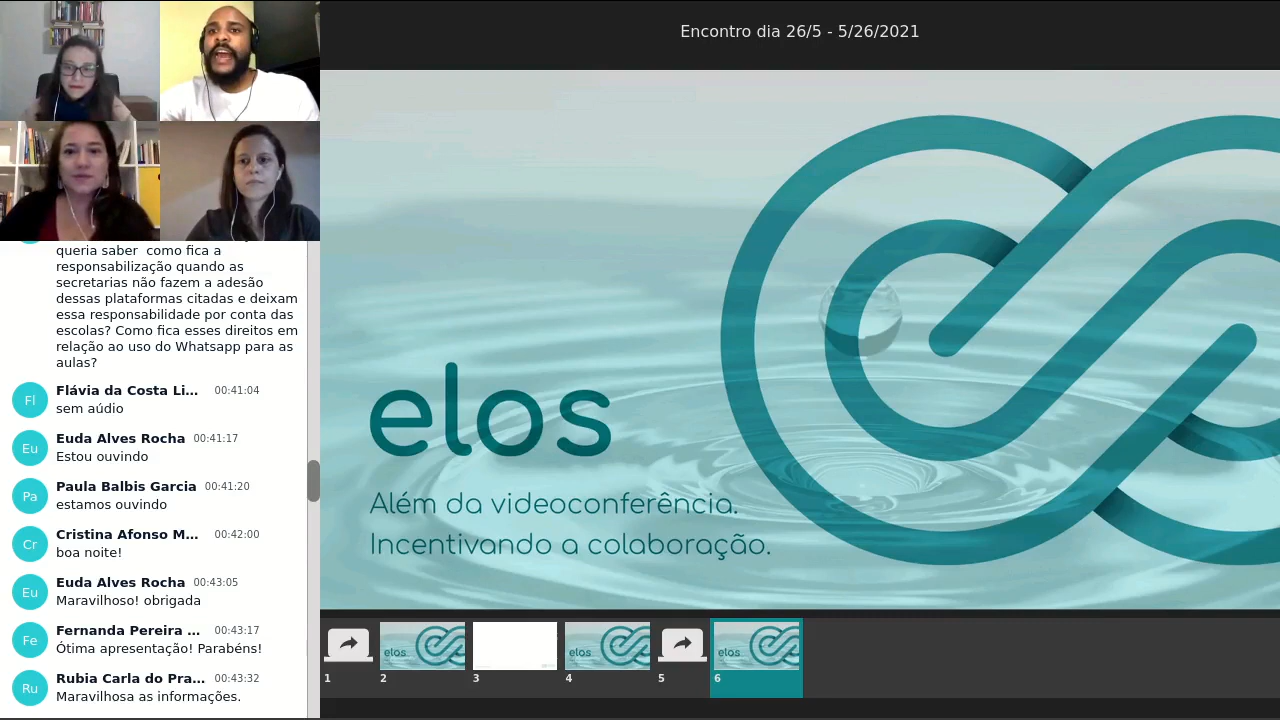 Encontro dia 26/5 - 5/26/2021
queria saber como fica a
responsabilização quando as
secretarias não fazem a adesão
dessas plataformas citadas e deixam
essa responsabilidade por conta das
escolas? Como fica esses direitos em
relação ao uso do Whatsapp para as
aulas?
Fl
Flávia da Costa Li... 00:41:04
sem aúdio
Eu
Euda Alves Rocha 00:41:17
Estou ouvindo
Pa
Paula Balbis Garcia 00:41:20
estamos ouvindo
Cr
Cristina Afonso M... 00:42:00
boa noite!
Eu
Euda Alves Rocha 00:43:05
Maravilhoso! obrigada
Fe
Fernanda Pereira ... 00:43:17
Ótima apresentação! Parabéns!
Ru
Rubia Carla do Pra... 00:43:32
Maravilhosa as informações.
elos
Além da videoconferência.
Incentivando a colaboração.
elos
elos
elos
1 2 3 4 5 6